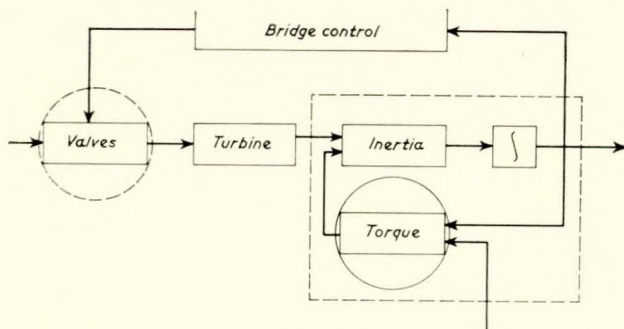 Bridge control
Valves
Turbine
Inertia
∫
Torque